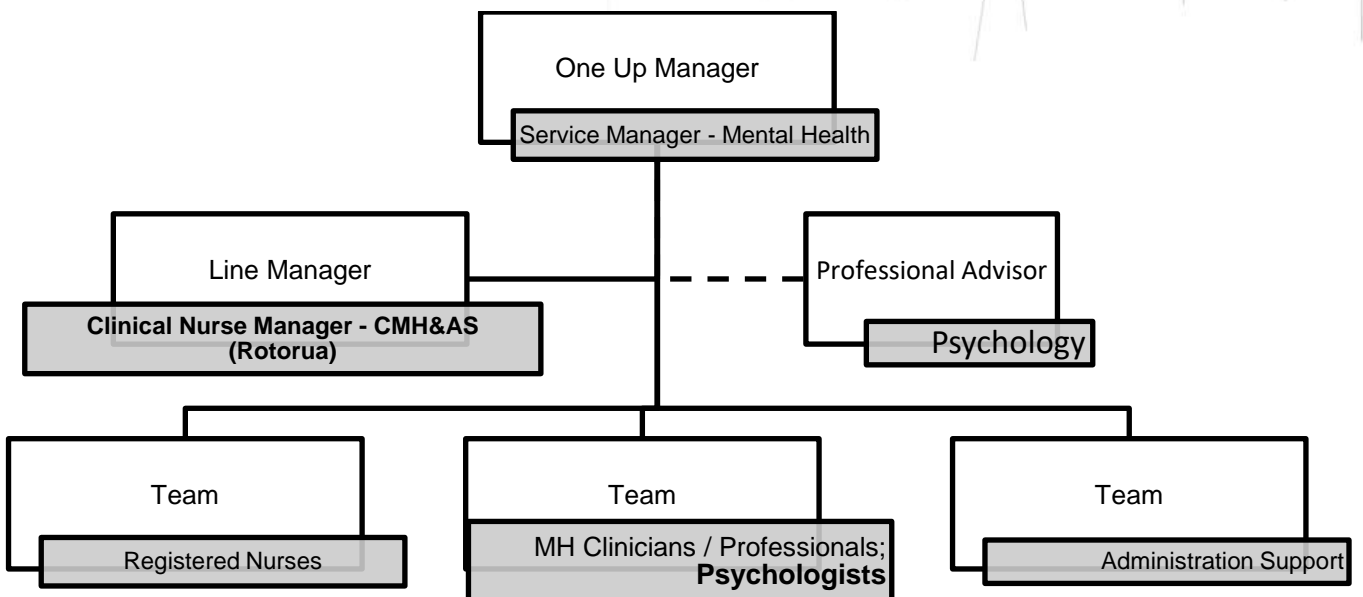 One Up Manager
Service Manager - Mental Health
Line Manager
Clinical Nurse Manager - CMH&AS
(Rotorua)
Professional Advisor
Psychology
Team
Registered Nurses
Team
MH Clinicians / Professionals;
Psychologists
Team
Administration Support